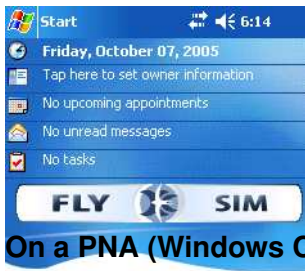 Start 6:14
Friday, October 07, 2005
Tap here to set owner information
No upcoming appointments
No unread messages
No tasks
FLY SIM
On a PNA (Windows C